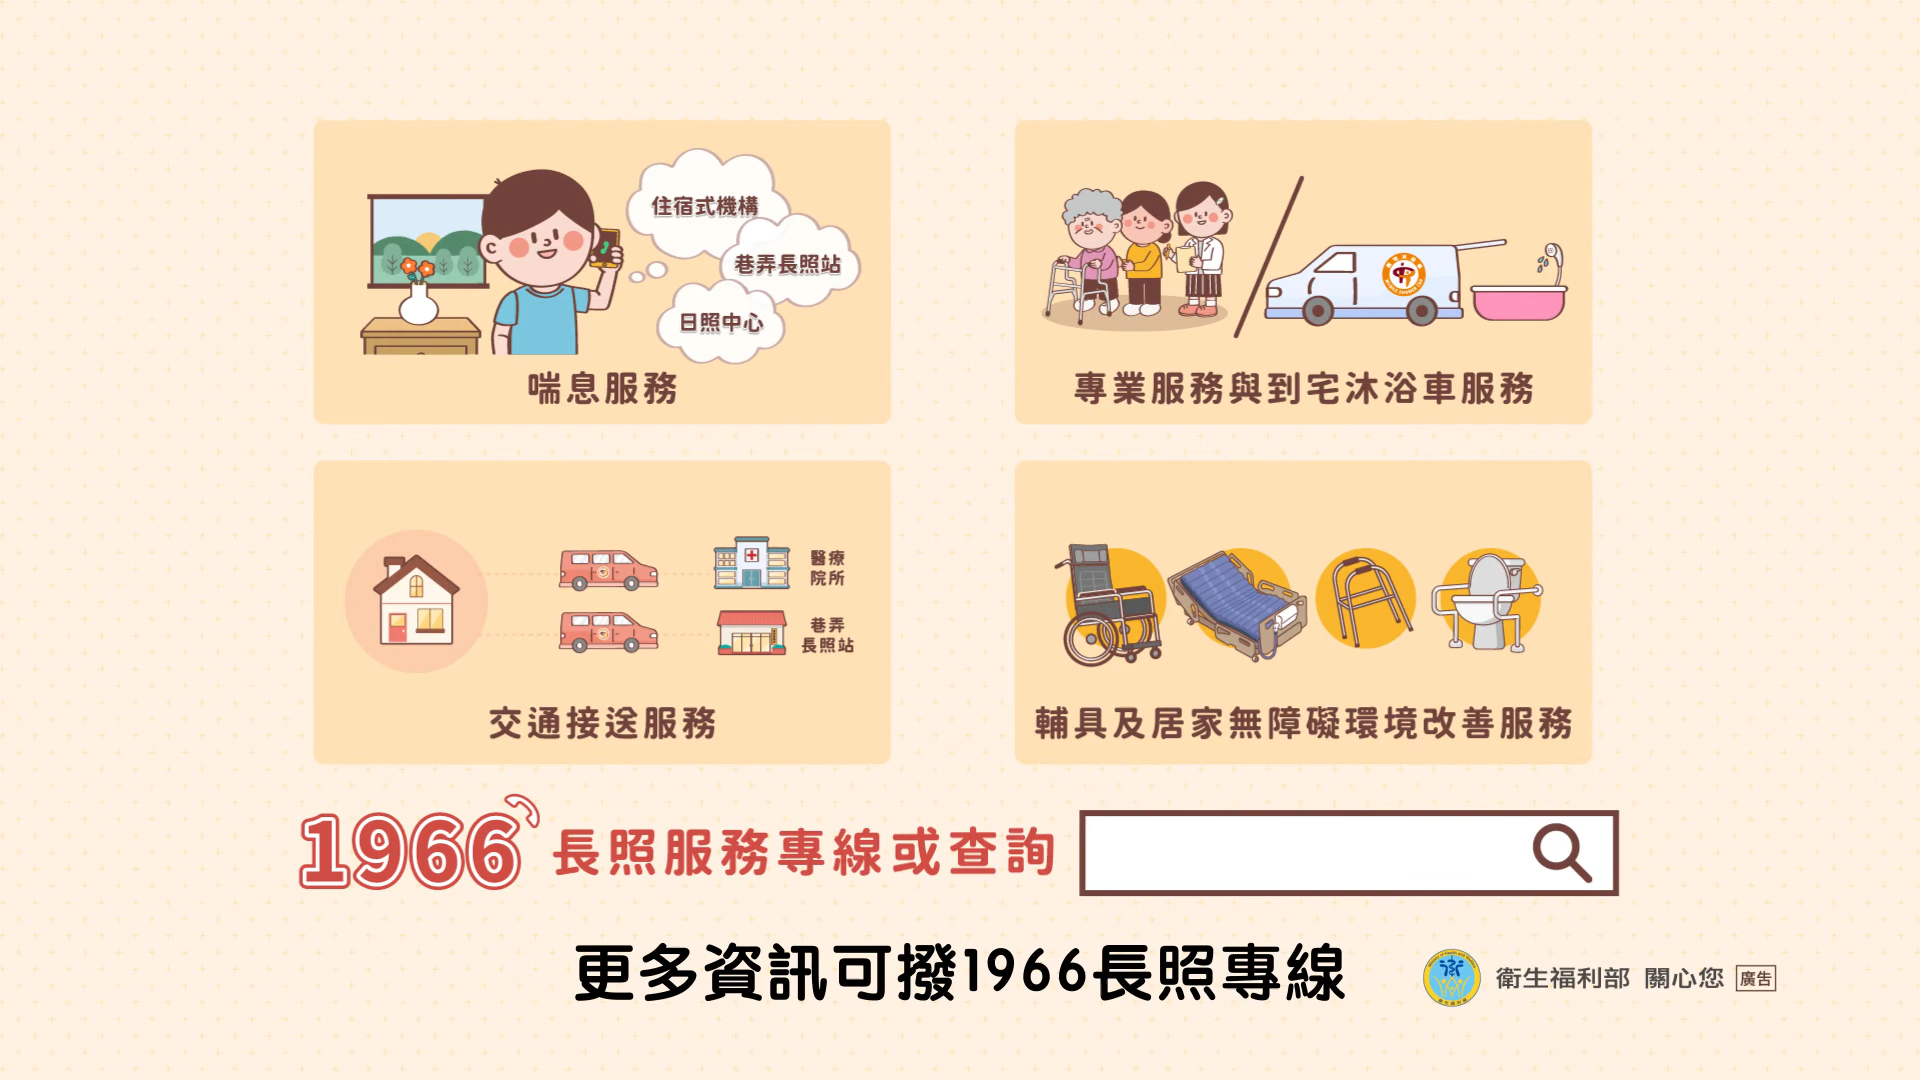 住宿式機構
巷弄長照站
日照中心
喘息服務
專業服務與到宅沐浴車服務
醫療
院所
巷弄
長照站
交通接送服務
輔具及居家無障礙環境改善服務
1966 長照服務專線或查詢
更多資訊可撥1966長照專線
衛生福利部 關心您 廣告